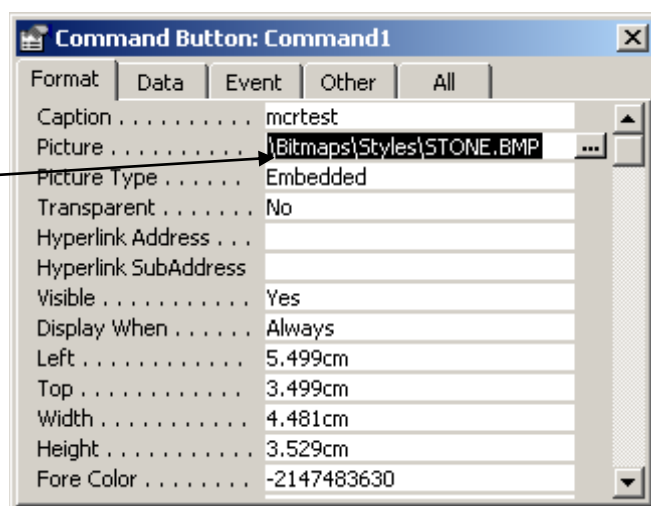 Command Button: Command1
Format Data Event Other All
Caption . . . . . . . . . . mcrtest
Picture . . . . . . . . . . \Bitmaps\Styles\STONE.BMP ...
Picture Type . . . . . . Embedded
Transparent . . . . . . . No
Hyperlink Address . . .
Hyperlink SubAddress
Visible . . . . . . . . . . . Yes
Display When . . . . . . Always
Left . . . . . . . . . . . . 5.499cm
Top . . . . . . . . . . . . 3.499cm
Width . . . . . . . . . . . 4.481cm
Height . . . . . . . . . . . 3.529cm
Fore Color . . . . . . . . -2147483630